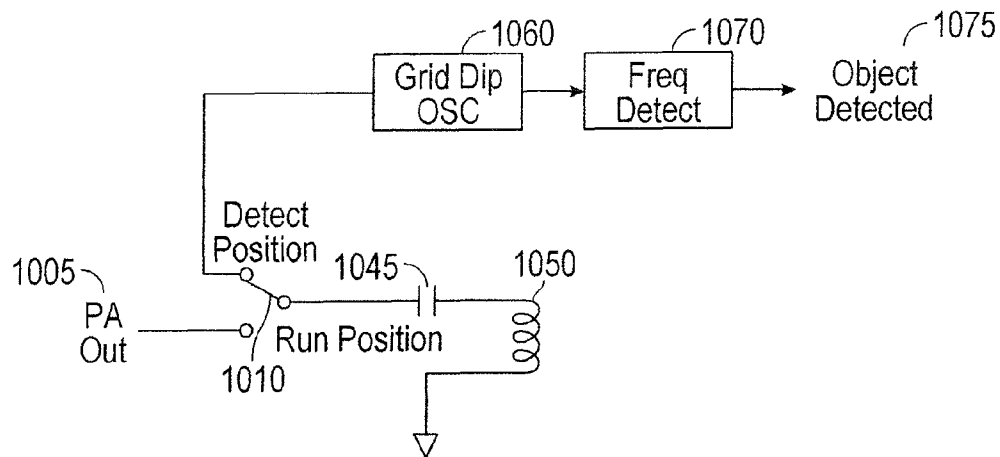 1060
1070
1075
Grid Dip
OSC
Freq
Detect
Object
Detected
Detect
Position
1005
1045
1050
PA
Out
Run Position
1010